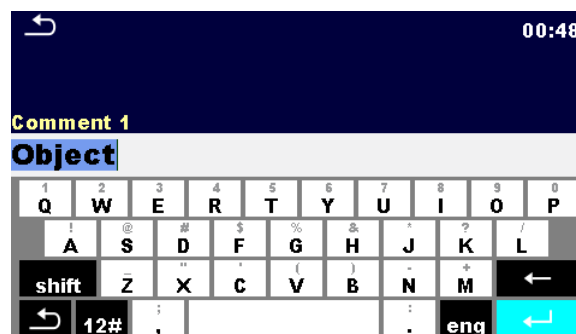 00:48
Comment 1
Object
1 2 3 4 5 6 7 8 9 0
Q W E R T Y U I O P
! @ # $ % & * ? /
A S D F G H J K L
_ " ' ( ) - +
shift Z X C V B N M
; :
12# , . eng